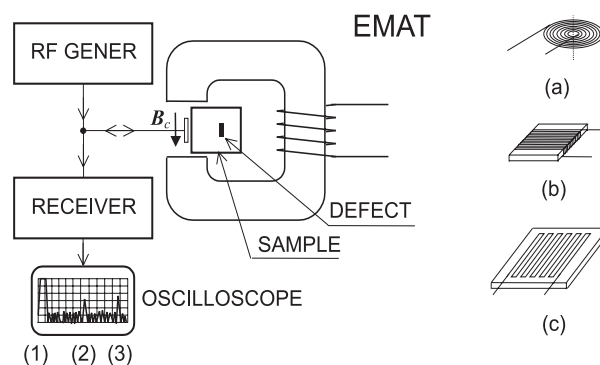 EMAT
RF GENER
B_c
RECEIVER
DEFECT
SAMPLE
OSCILLOSCOPE
(1) (2) (3)
(a)
(b)
(c)